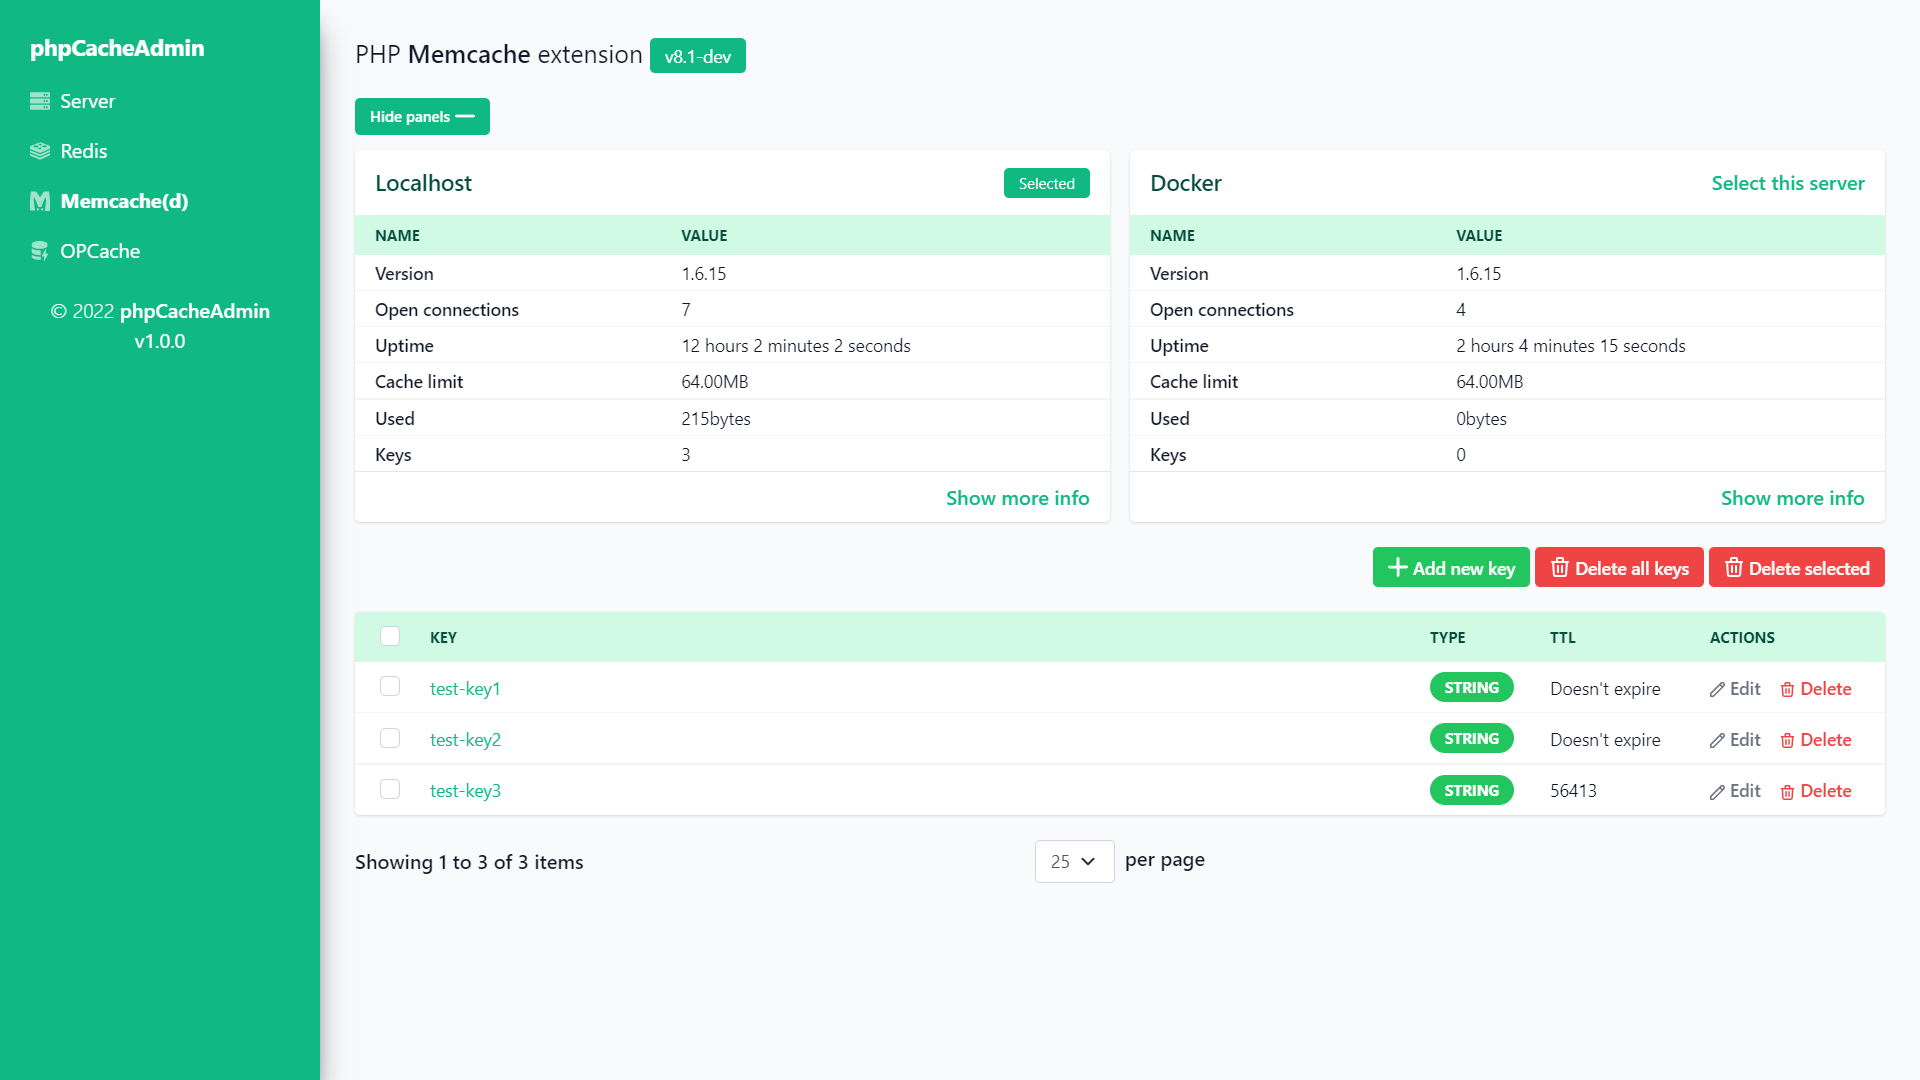 phpCacheAdmin
Server
Redis
Memcache(d)
OPCache
© 2022 phpCacheAdmin
v1.0.0
PHP Memcache extension v8.1-dev
Hide panels
Localhost Selected
NAME VALUE
Version 1.6.15
Open connections 7
Uptime 12 hours 2 minutes 2 seconds
Cache limit 64.00MB
Used 215bytes
Keys 3
Show more info
Docker Select this server
NAME VALUE
Version 1.6.15
Open connections 4
Uptime 2 hours 4 minutes 15 seconds
Cache limit 64.00MB
Used 0bytes
Keys 0
Show more info
Add new key Delete all keys Delete selected
KEY TYPE TTL ACTIONS
test-key1 STRING Doesn't expire Edit Delete
test-key2 STRING Doesn't expire Edit Delete
test-key3 STRING 56413 Edit Delete
Showing 1 to 3 of 3 items 25 per page